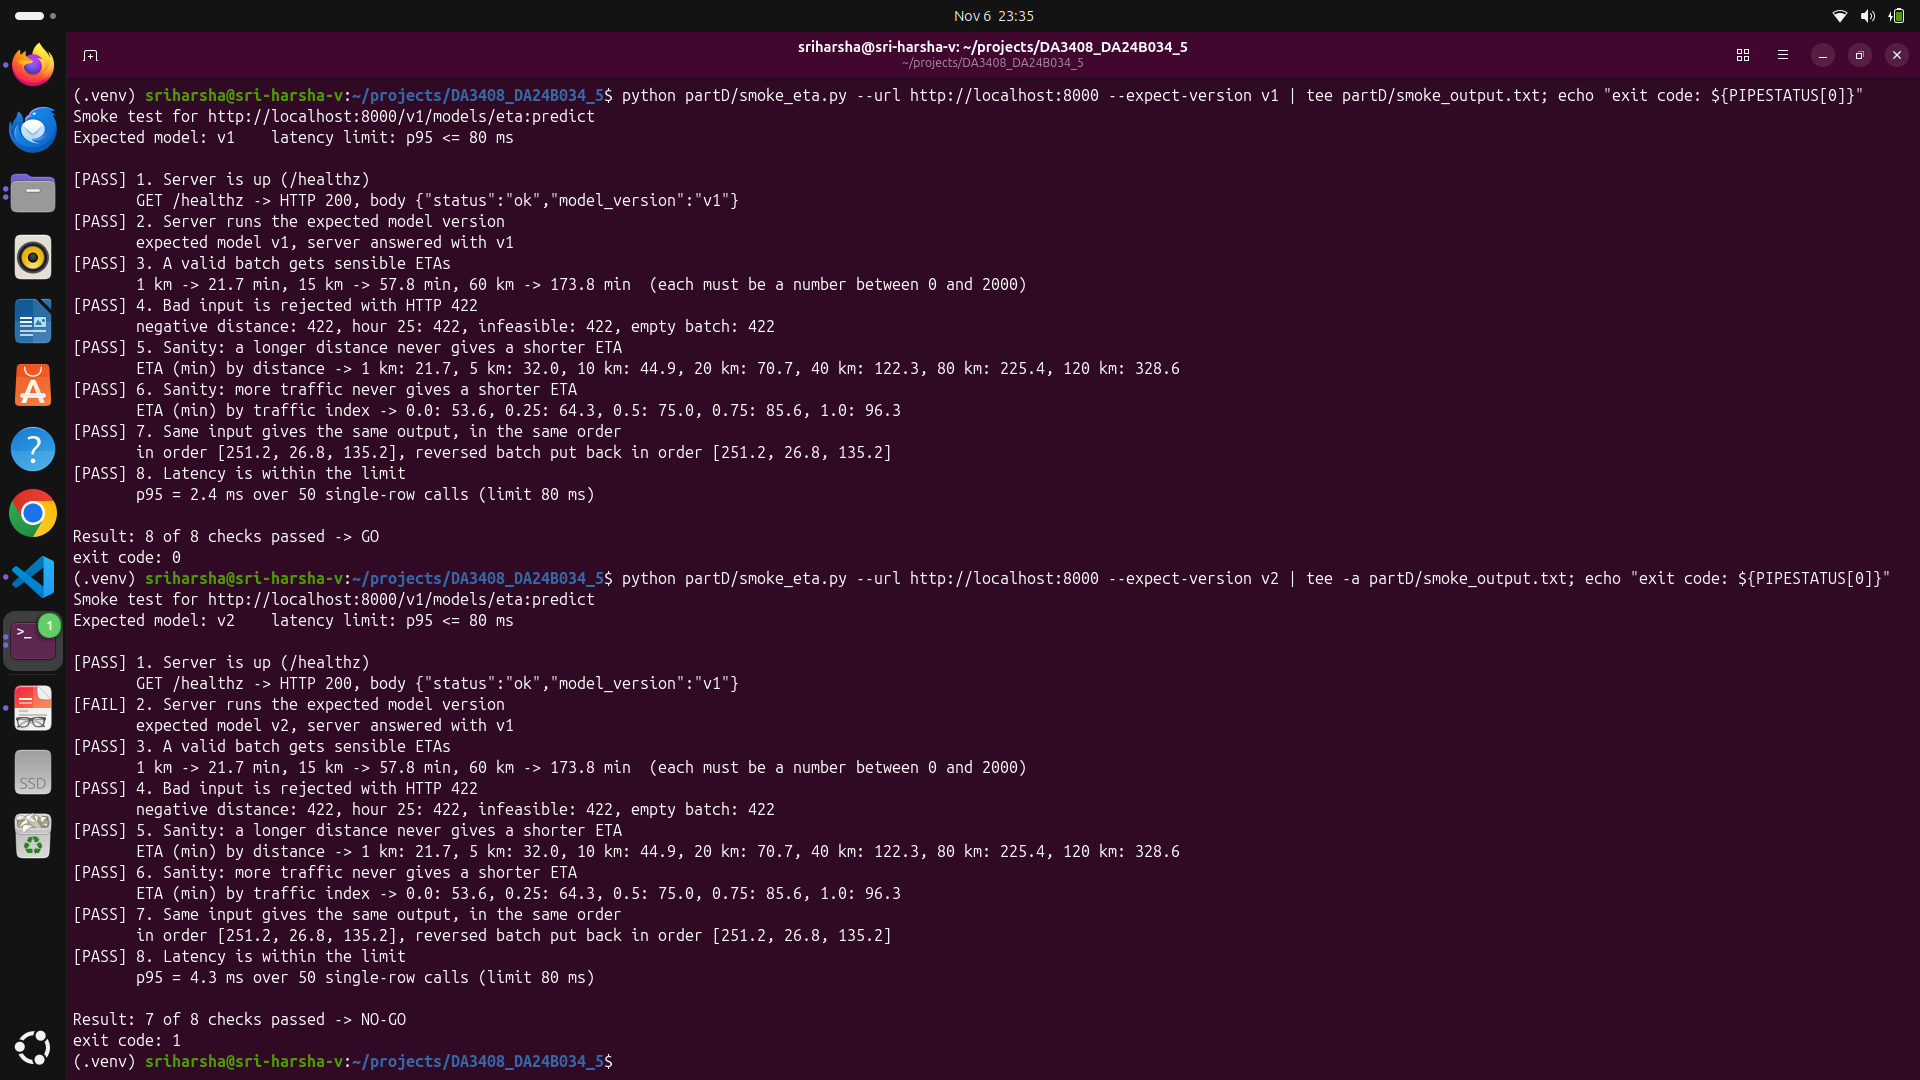 Nov 6 23:35
sriharsha@sri-harsha-v: ~/projects/DA3408_DA24B034_5
~/projects/DA3408_DA24B034_5
(.venv) sriharsha@sri-harsha-v:~/projects/DA3408_DA24B034_5$ python partD/smoke_eta.py --url http://localhost:8000 --expect-version v1 | tee partD/smoke_output.txt; echo "exit code: ${PIPESTATUS[0]}"
Smoke test for http://localhost:8000/v1/models/eta:predict
Expected model: v1    latency limit: p95 <= 80 ms
[PASS] 1. Server is up (/healthz)
GET /healthz -> HTTP 200, body {"status":"ok","model_version":"v1"}
[PASS] 2. Server runs the expected model version
expected model v1, server answered with v1
[PASS] 3. A valid batch gets sensible ETAs
1 km -> 21.7 min, 15 km -> 57.8 min, 60 km -> 173.8 min  (each must be a number between 0 and 2000)
[PASS] 4. Bad input is rejected with HTTP 422
negative distance: 422, hour 25: 422, infeasible: 422, empty batch: 422
[PASS] 5. Sanity: a longer distance never gives a shorter ETA
ETA (min) by distance -> 1 km: 21.7, 5 km: 32.0, 10 km: 44.9, 20 km: 70.7, 40 km: 122.3, 80 km: 225.4, 120 km: 328.6
[PASS] 6. Sanity: more traffic never gives a shorter ETA
ETA (min) by traffic index -> 0.0: 53.6, 0.25: 64.3, 0.5: 75.0, 0.75: 85.6, 1.0: 96.3
[PASS] 7. Same input gives the same output, in the same order
in order [251.2, 26.8, 135.2], reversed batch put back in order [251.2, 26.8, 135.2]
[PASS] 8. Latency is within the limit
p95 = 2.4 ms over 50 single-row calls (limit 80 ms)
Result: 8 of 8 checks passed -> GO
exit code: 0
(.venv) sriharsha@sri-harsha-v:~/projects/DA3408_DA24B034_5$ python partD/smoke_eta.py --url http://localhost:8000 --expect-version v2 | tee -a partD/smoke_output.txt; echo "exit code: ${PIPESTATUS[0]}"
Smoke test for http://localhost:8000/v1/models/eta:predict
Expected model: v2    latency limit: p95 <= 80 ms
[PASS] 1. Server is up (/healthz)
GET /healthz -> HTTP 200, body {"status":"ok","model_version":"v1"}
[FAIL] 2. Server runs the expected model version
expected model v2, server answered with v1
[PASS] 3. A valid batch gets sensible ETAs
1 km -> 21.7 min, 15 km -> 57.8 min, 60 km -> 173.8 min  (each must be a number between 0 and 2000)
[PASS] 4. Bad input is rejected with HTTP 422
negative distance: 422, hour 25: 422, infeasible: 422, empty batch: 422
[PASS] 5. Sanity: a longer distance never gives a shorter ETA
ETA (min) by distance -> 1 km: 21.7, 5 km: 32.0, 10 km: 44.9, 20 km: 70.7, 40 km: 122.3, 80 km: 225.4, 120 km: 328.6
[PASS] 6. Sanity: more traffic never gives a shorter ETA
ETA (min) by traffic index -> 0.0: 53.6, 0.25: 64.3, 0.5: 75.0, 0.75: 85.6, 1.0: 96.3
[PASS] 7. Same input gives the same output, in the same order
in order [251.2, 26.8, 135.2], reversed batch put back in order [251.2, 26.8, 135.2]
[PASS] 8. Latency is within the limit
p95 = 4.3 ms over 50 single-row calls (limit 80 ms)
Result: 7 of 8 checks passed -> NO-GO
exit code: 1
(.venv) sriharsha@sri-harsha-v:~/projects/DA3408_DA24B034_5$
1
SSD